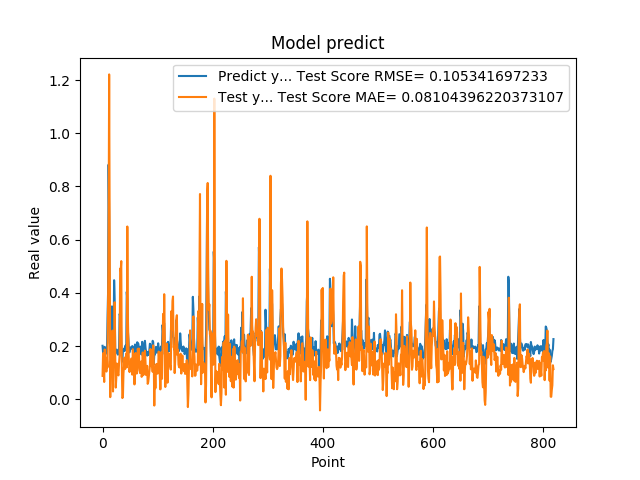 Model predict
Predict y... Test Score RMSE= 0.105341697233
Test y... Test Score MAE= 0.08104396220373107
Real value
1.2
1.0
0.8
0.6
0.4
0.2
0.0
0 200 400 600 800
Point